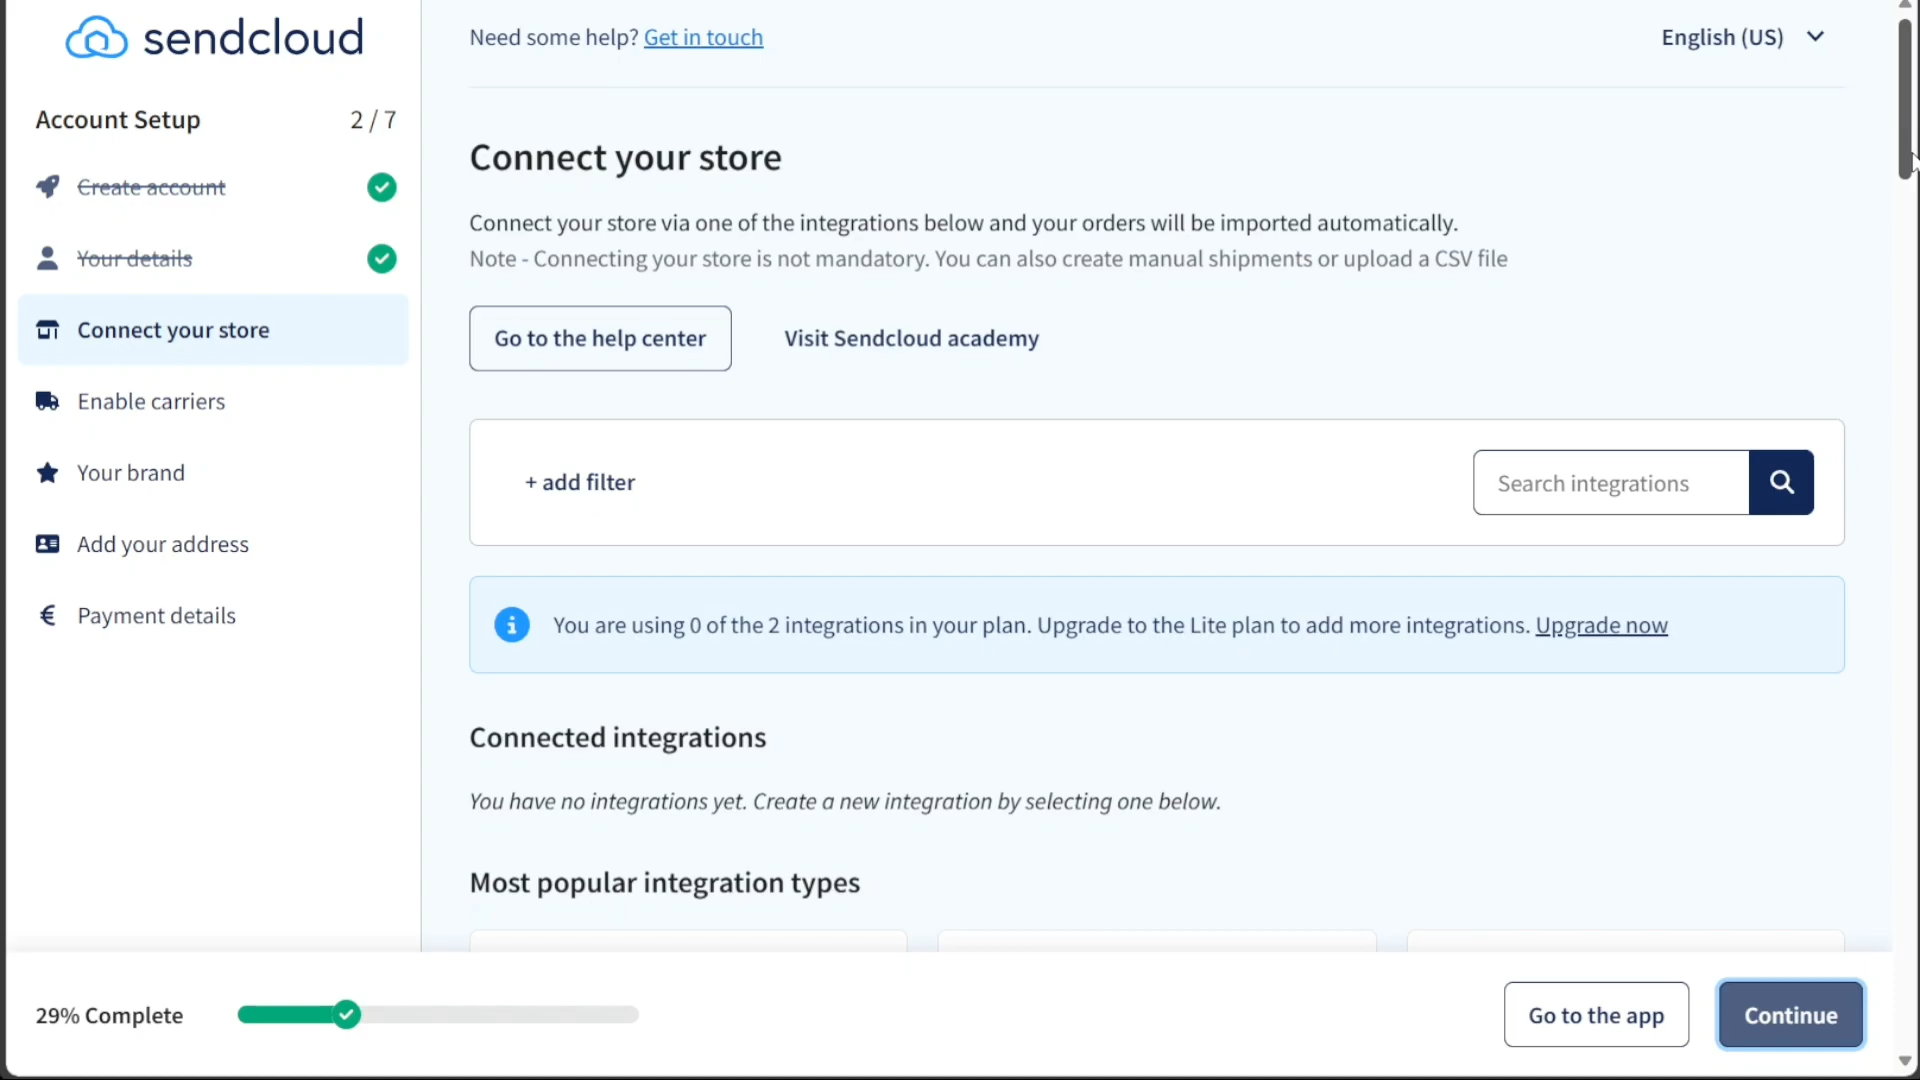 sendcloud
Account Setup 2 / 7
Create account
Your details
Connect your store
Enable carriers
Your brand
Add your address
Payment details
Need some help? Get in touch
English (US)
Connect your store
Connect your store via one of the integrations below and your orders will be imported automatically.
Note - Connecting your store is not mandatory. You can also create manual shipments or upload a CSV file
Go to the help center
Visit Sendcloud academy
+ add filter
Search integrations
You are using 0 of the 2 integrations in your plan. Upgrade to the Lite plan to add more integrations. Upgrade now
Connected integrations
You have no integrations yet. Create a new integration by selecting one below.
Most popular integration types
29% Complete
Go to the app
Continue